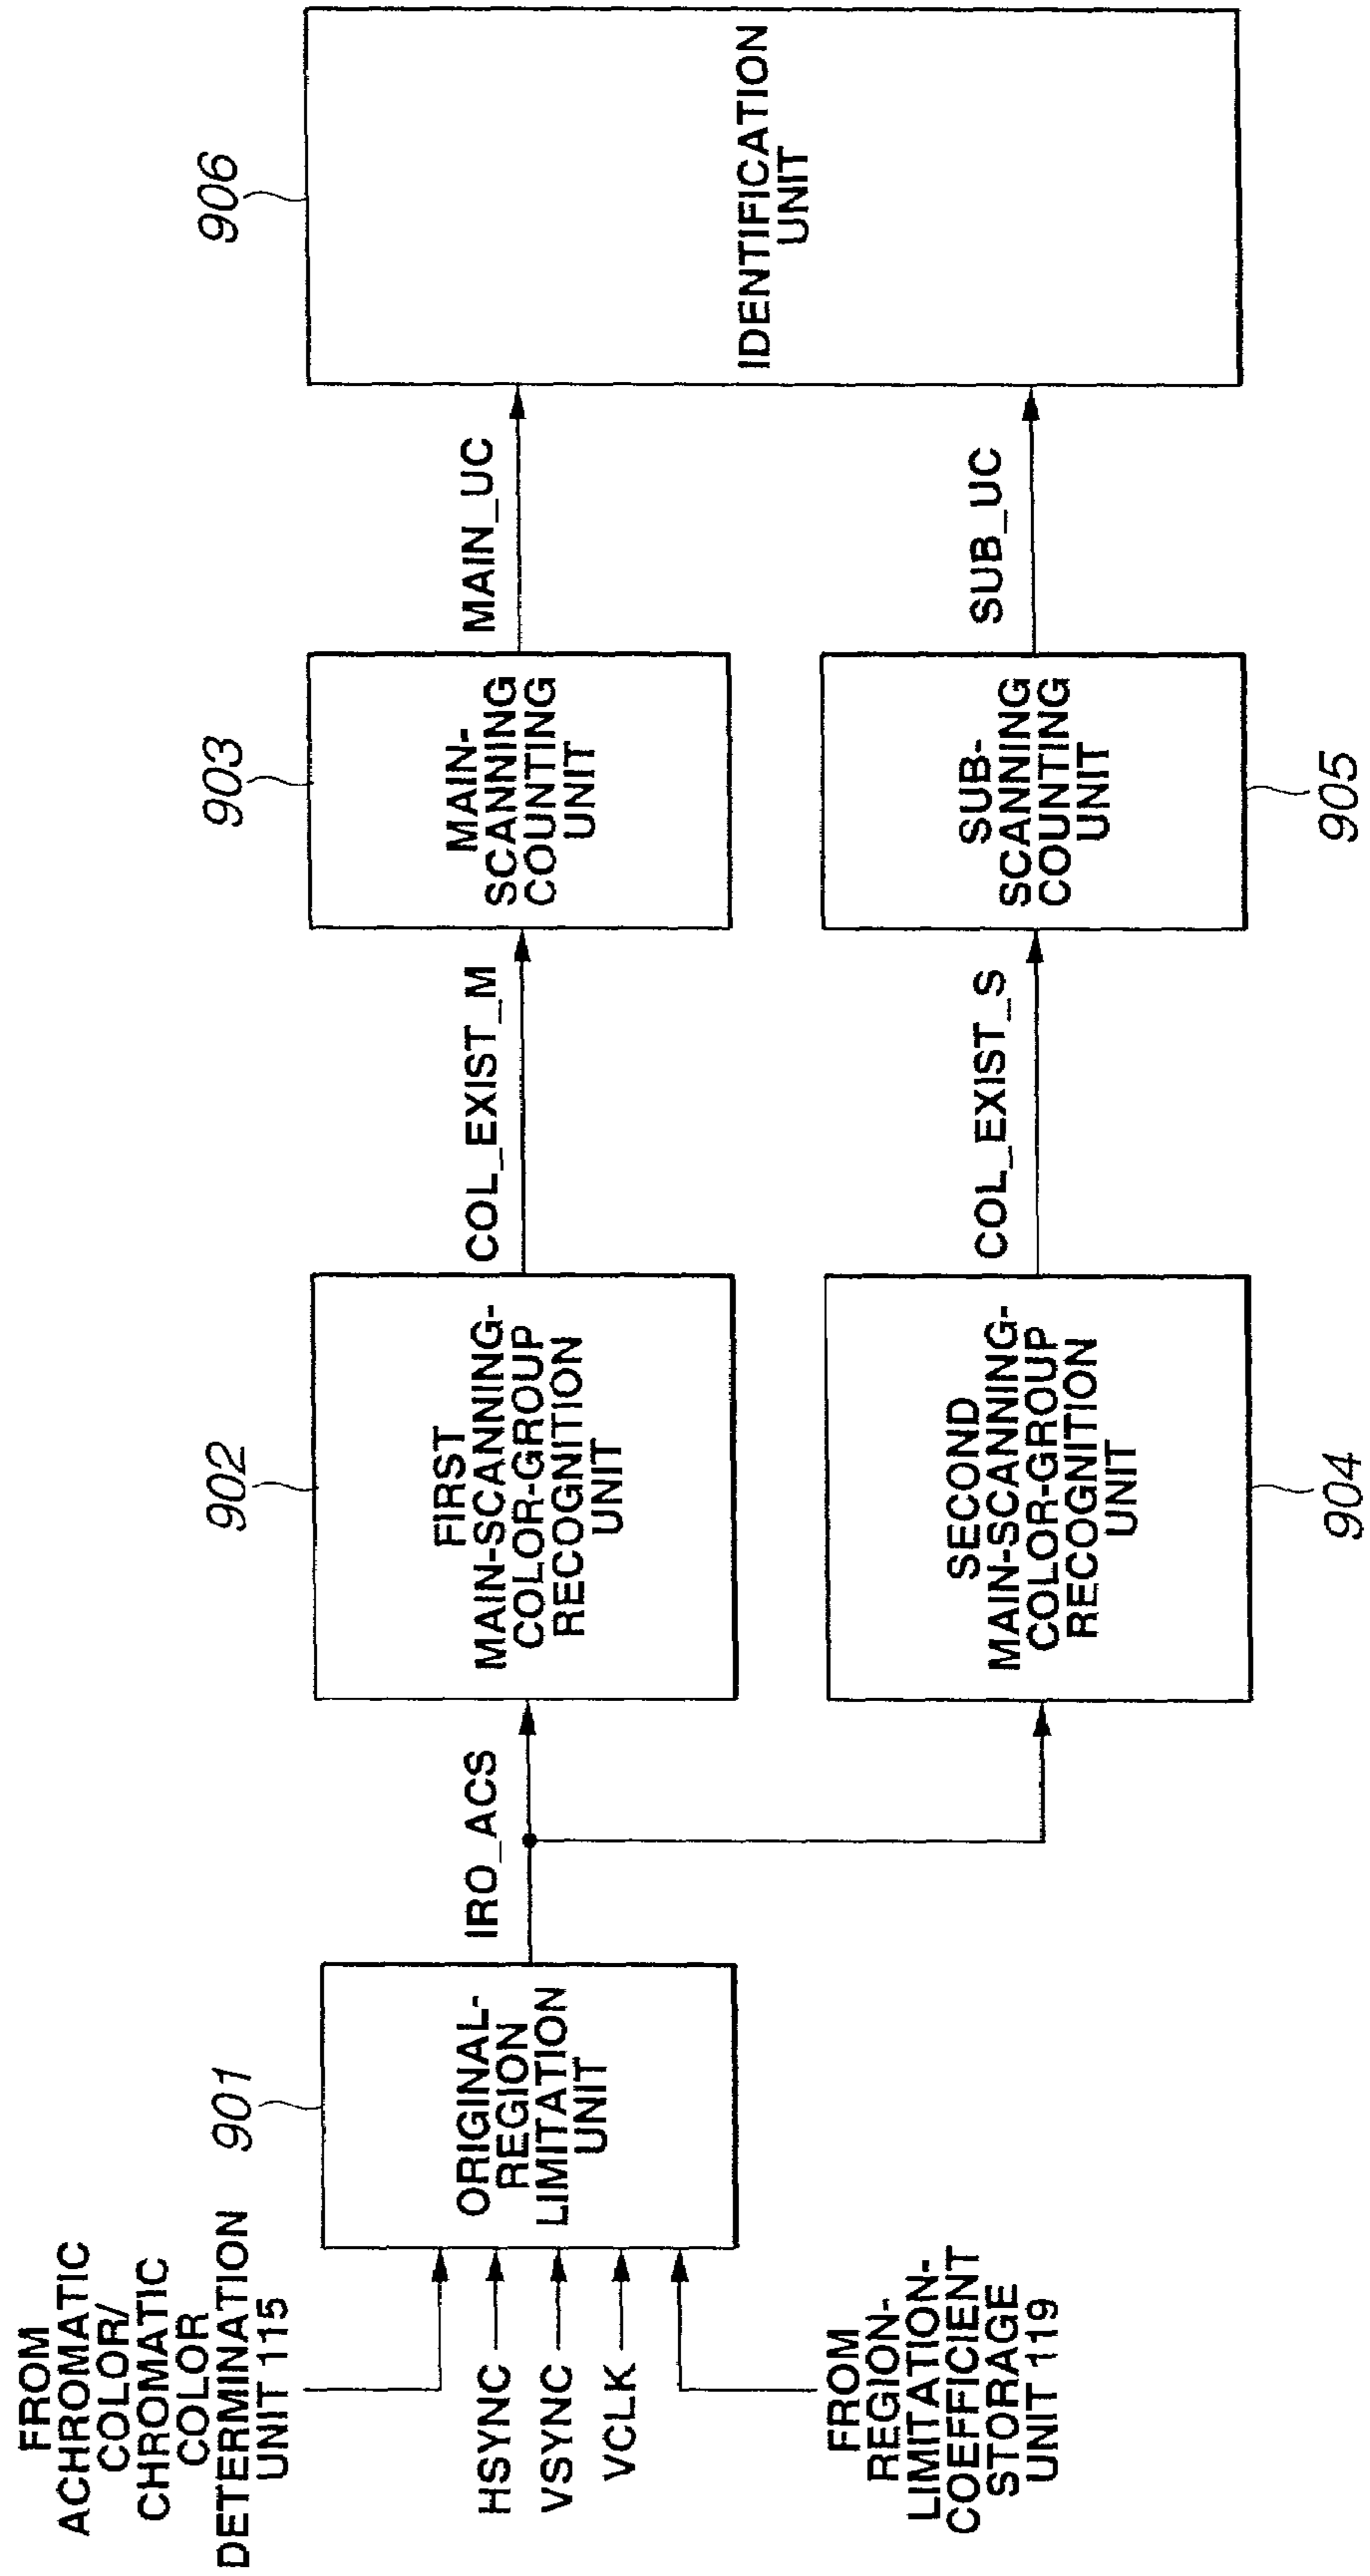 FROM
ACHROMATIC
COLOR/
CHROMATIC
COLOR
DETERMINATION
UNIT 115
HSYNC
VSYNC
VCLK
FROM
REGION-
LIMITATION-
COEFFICIENT
STORAGE
UNIT 119
901
ORIGINAL-
REGION
LIMITATION
UNIT
IRO_ACS
902
FIRST
MAIN-SCANNING-
COLOR-GROUP
RECOGNITION
UNIT
COL_EXIST_M
903
MAIN-
SCANNING
COUNTING
UNIT
MAIN_UC
SECOND
MAIN-SCANNING-
COLOR-GROUP
RECOGNITION
UNIT
904
COL_EXIST_S
SUB-
SCANNING
COUNTING
UNIT
905
SUB_UC
906
IDENTIFICATION
UNIT